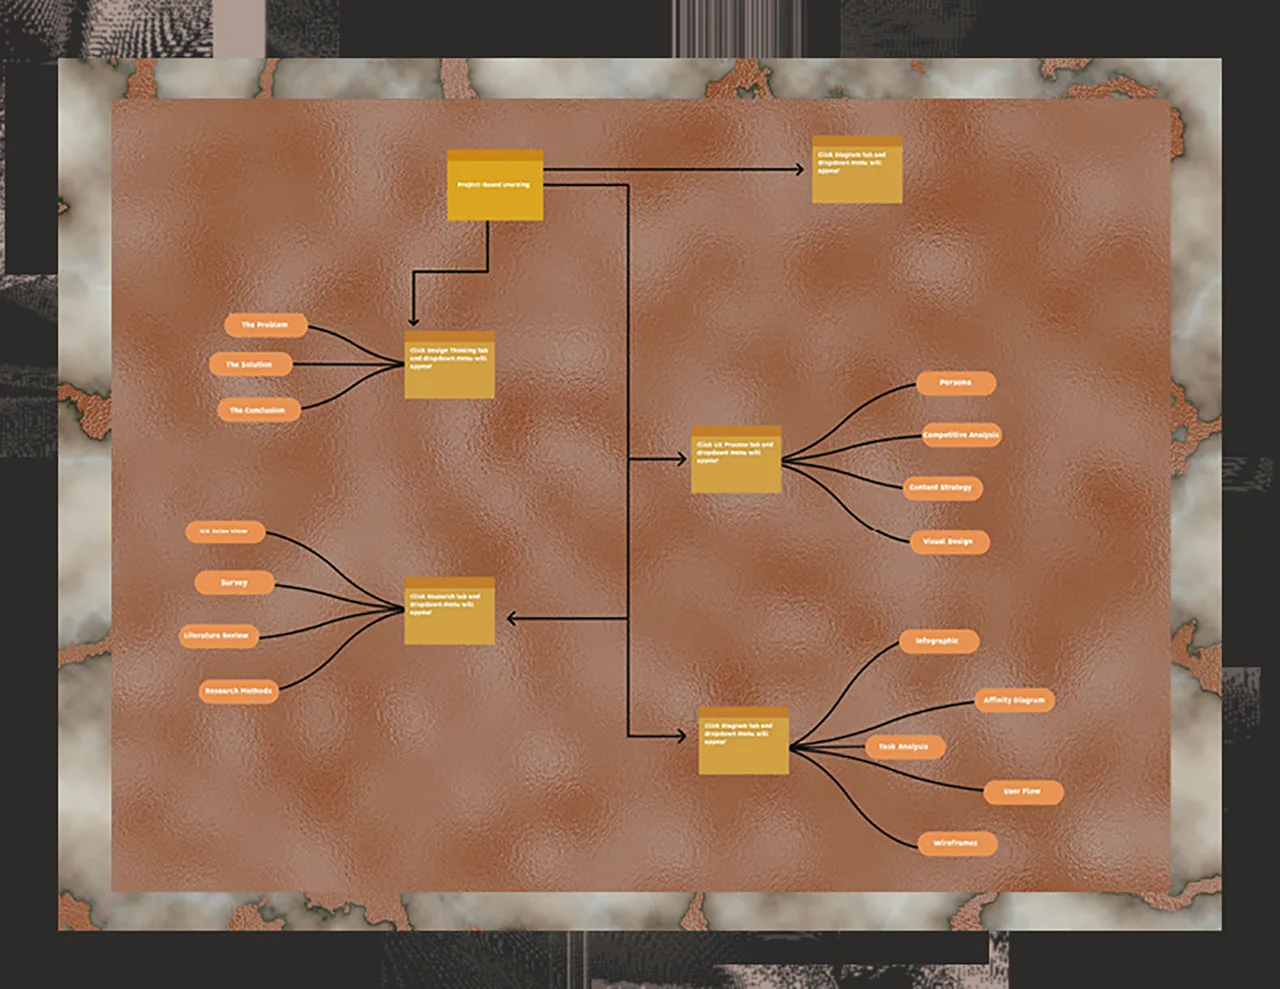 Project-Based Learning
Click Diagram tab and
dropdown menu will
appear
The Problem
The Solution
The Conclusion
Click Design Thinking tab
and dropdown menu will
appear
Persona
Competitive Analysis
Content Strategy
Visual Design
Click UX Process tab and
dropdown menu will
appear
UX
Survey
Literature Review
Research Methods
Click Research tab and
dropdown menu will
appear
Infographic
Affinity Diagram
Task Analysis
User Flow
Wireframes
Click Diagram tab and
dropdown menu will
appear